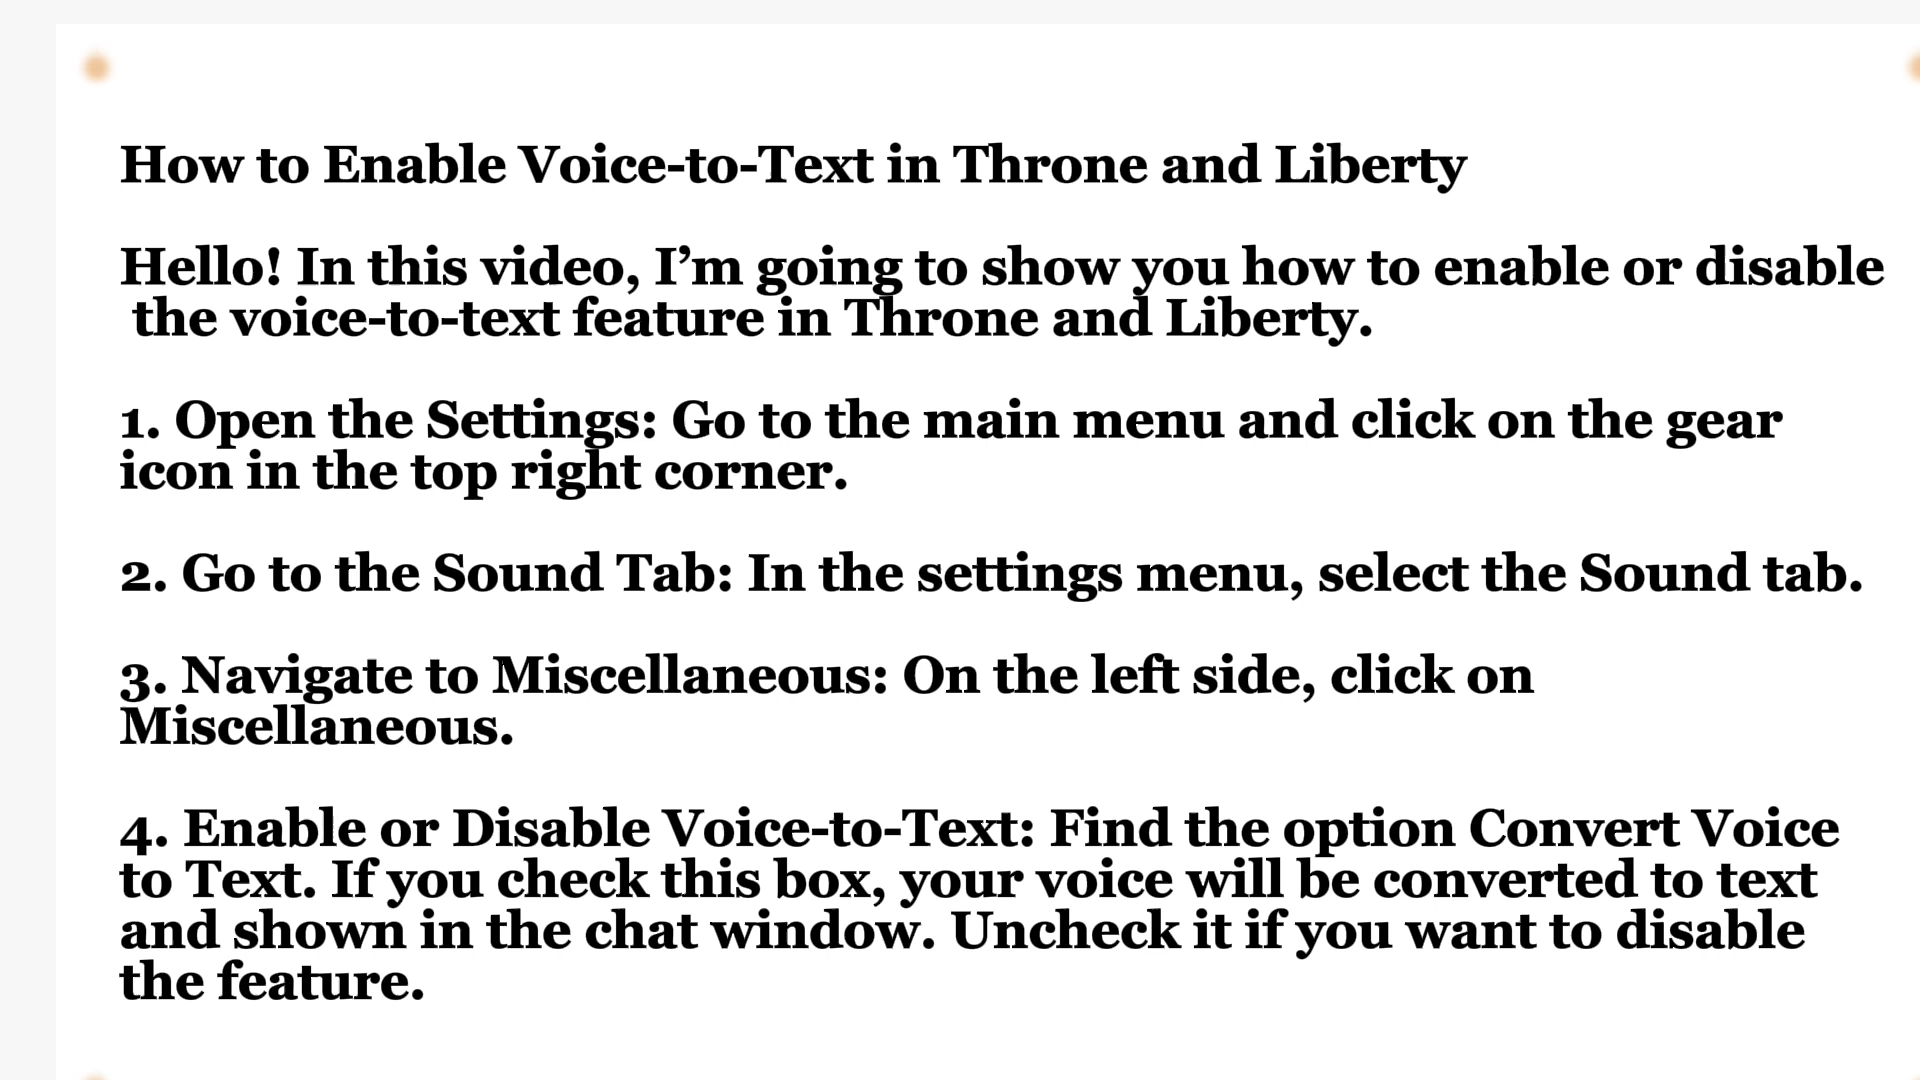 How to Enable Voice-to-Text in Throne and Liberty
Hello! In this video, I’m going to show you how to enable or disable
the voice-to-text feature in Throne and Liberty.
1. Open the Settings: Go to the main menu and click on the gear
icon in the top right corner.
2. Go to the Sound Tab: In the settings menu, select the Sound tab.
3. Navigate to Miscellaneous: On the left side, click on
Miscellaneous.
4. Enable or Disable Voice-to-Text: Find the option Convert Voice
to Text. If you check this box, your voice will be converted to text
and shown in the chat window. Uncheck it if you want to disable
the feature.